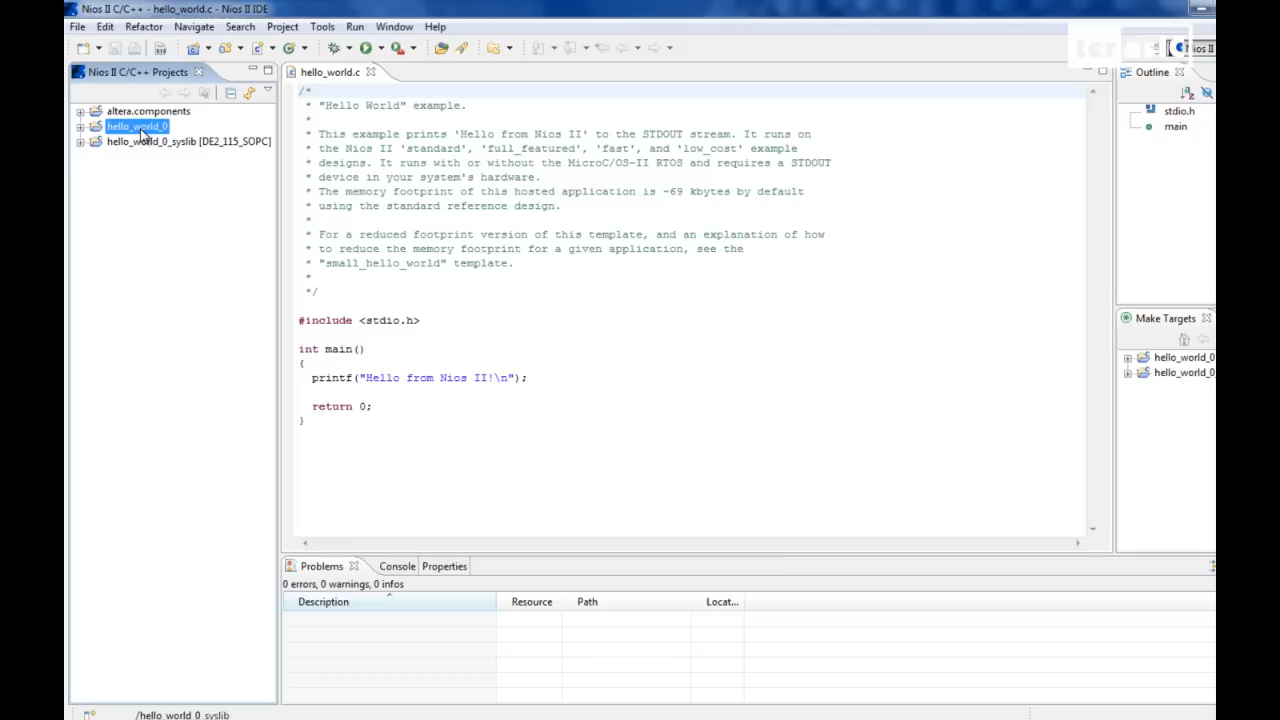 Nios II C/C++ - hello_world.c - Nios II IDE
File Edit Refactor Navigate Search Project Tools Run Window Help
Nios II
Nios II C/C++ Projects
altera.components
hello_world_0
hello_world_0_syslib [DE2_115_SOPC]
hello_world.c
/*
* "Hello World" example.
*
* This example prints 'Hello from Nios II' to the STDOUT stream. It runs on
* the Nios II 'standard', 'full_featured', 'fast', and 'low_cost' example
* designs. It runs with or without the MicroC/OS-II RTOS and requires a STDOUT
* device in your system's hardware.
* The memory footprint of this hosted application is ~69 kbytes by default
* using the standard reference design.
*
* For a reduced footprint version of this template, and an explanation of how
* to reduce the memory footprint for a given application, see the
* "small_hello_world" template.
*
*/
#include <stdio.h>
int main()
{
printf("Hello from Nios II!\n");
return 0;
}
Outline
stdio.h
main
Make Targets
hello_world_0
hello_world_0
Problems Console Properties
0 errors, 0 warnings, 0 infos
Description Resource Path Locat...
/hello_world_0_syslib